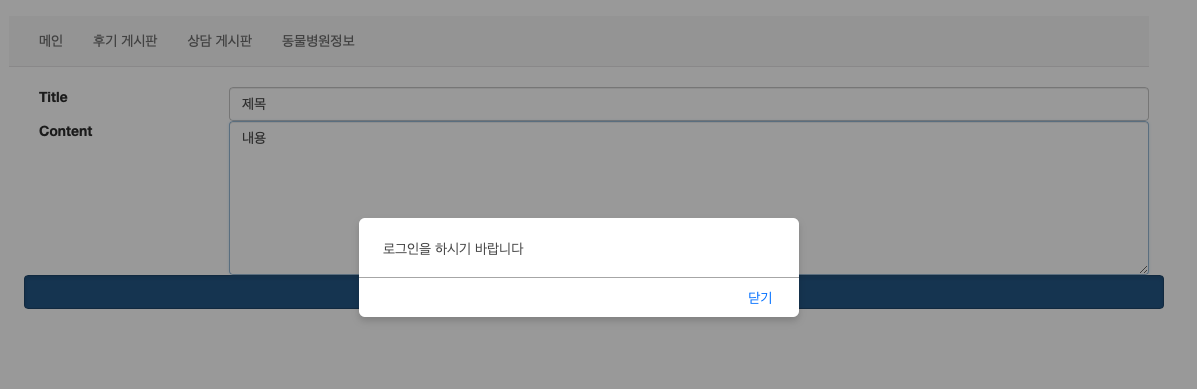 메인 후기 게시판 상담 게시판 동물병원정보
Title 제목
Content 내용
로그인을 하시기 바랍니다
닫기